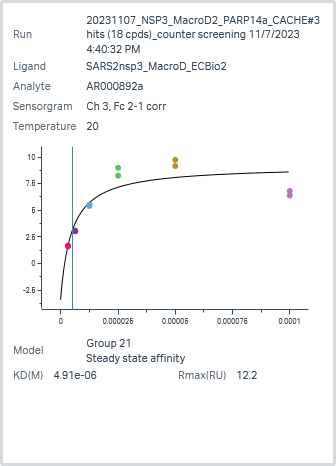 Run 20231107_NSP3_MacroD2_PARP14a_CACHE#3
hits (18 cpds)_counter screening 11/7/2023
4:40:32 PM
Ligand SARS2nsp3_MacroD_ECBio2
Analyte AR000892a
Sensorgram Ch 3, Fc 2-1 corr
Temperature 20
10
7.5
5
2.5
0
-2.5
0 0.000025 0.00005 0.000075 0.0001
Model Group 21
Steady state affinity
KD(M) 4.91e-06 Rmax(RU) 12.2